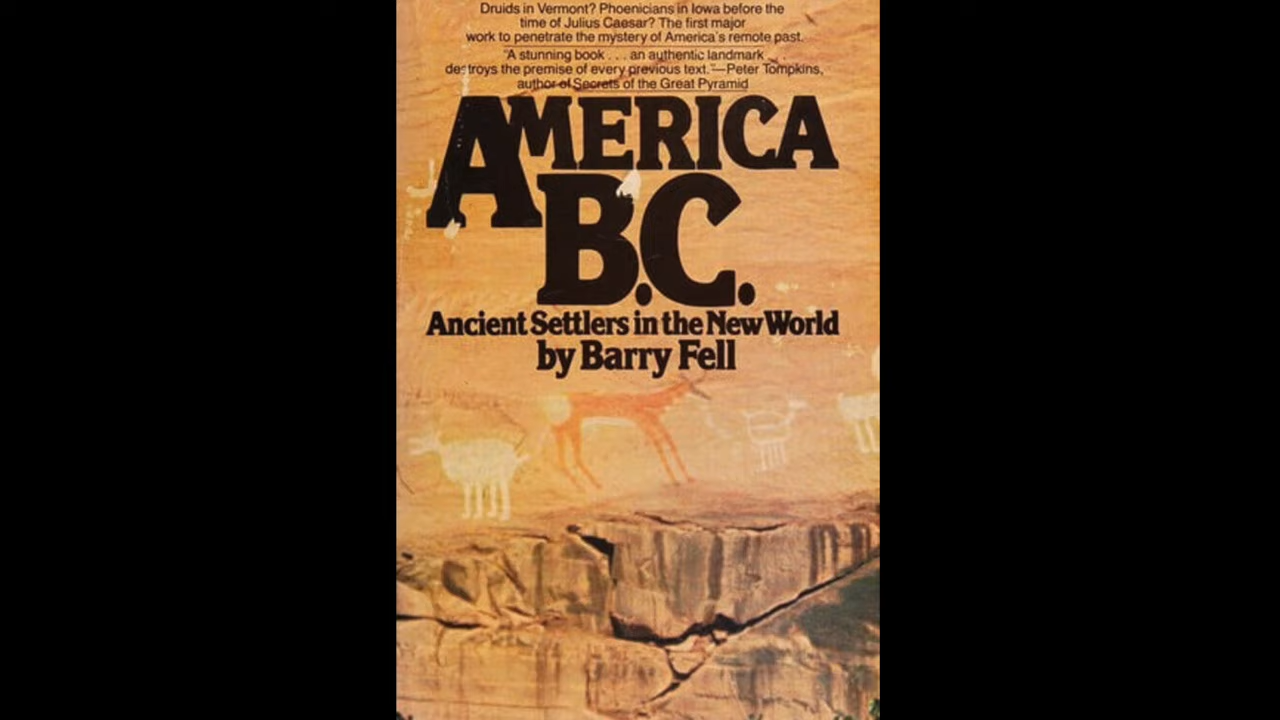 Druids in Vermont? Phoenicians in Iowa before the
time of Julius Caesar? The first major
work to penetrate the mystery of America's remote past.
"A stunning book . . . an authentic landmark . . .
destroys the premise of every previous text."—Peter Tompkins,
author of Secrets of the Great Pyramid
AMERICA
B.C.
Ancient Settlers in the New World
by Barry Fell